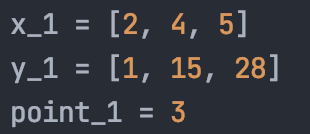 x_1 = [2, 4, 5]
y_1 = [1, 15, 28]
point_1 = 3